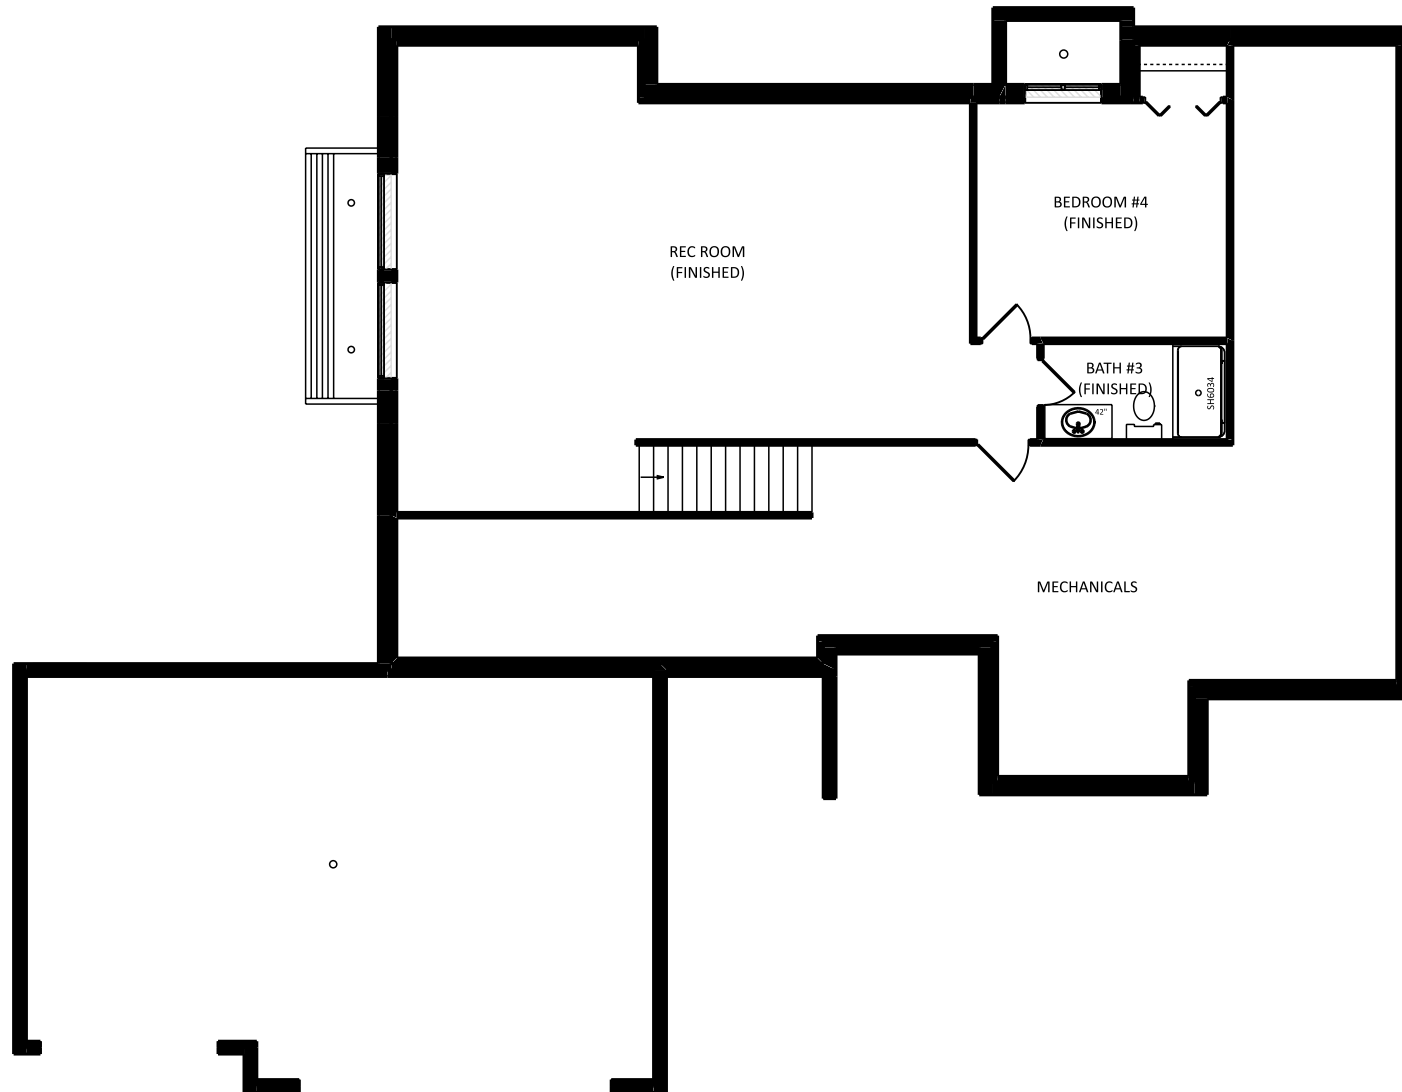 BEDROOM #4
(FINISHED)
REC ROOM
(FINISHED)
BATH #3
(FINISHED)
SH6034
42"
MECHANICALS